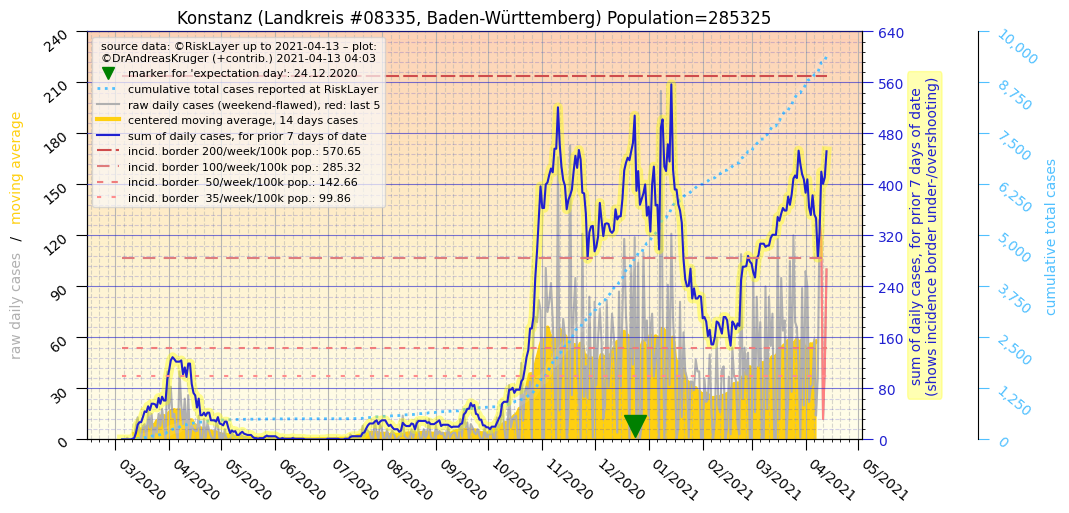 Konstanz (Landkreis #08335, Baden-Württemberg) Population=285325
source data: ©RiskLayer up to 2021-04-13 – plot:
©DrAndreasKruger (+contrib.) 2021-04-13 04:03
marker for 'expectation day': 24.12.2020
cumulative total cases reported at RiskLayer
raw daily cases (weekend-flawed), red: last 5
centered moving average, 14 days cases
sum of daily cases, for prior 7 days of date
incid. border 200/week/100k pop.: 570.65
incid. border 100/week/100k pop.: 285.32
incid. border  50/week/100k pop.: 142.66
incid. border  35/week/100k pop.: 99.86
raw daily cases / moving average
240
210
180
150
120
90
60
30
0
640
560
480
400
320
240
160
80
0
sum of daily cases, for prior 7 days of date
(shows incidence border under-/overshooting)
10,000
8,750
7,500
6,250
5,000
3,750
2,500
1,250
0
cumulative total cases
03/2020
04/2020
05/2020
06/2020
07/2020
08/2020
09/2020
10/2020
11/2020
12/2020
01/2021
02/2021
03/2021
04/2021
05/2021